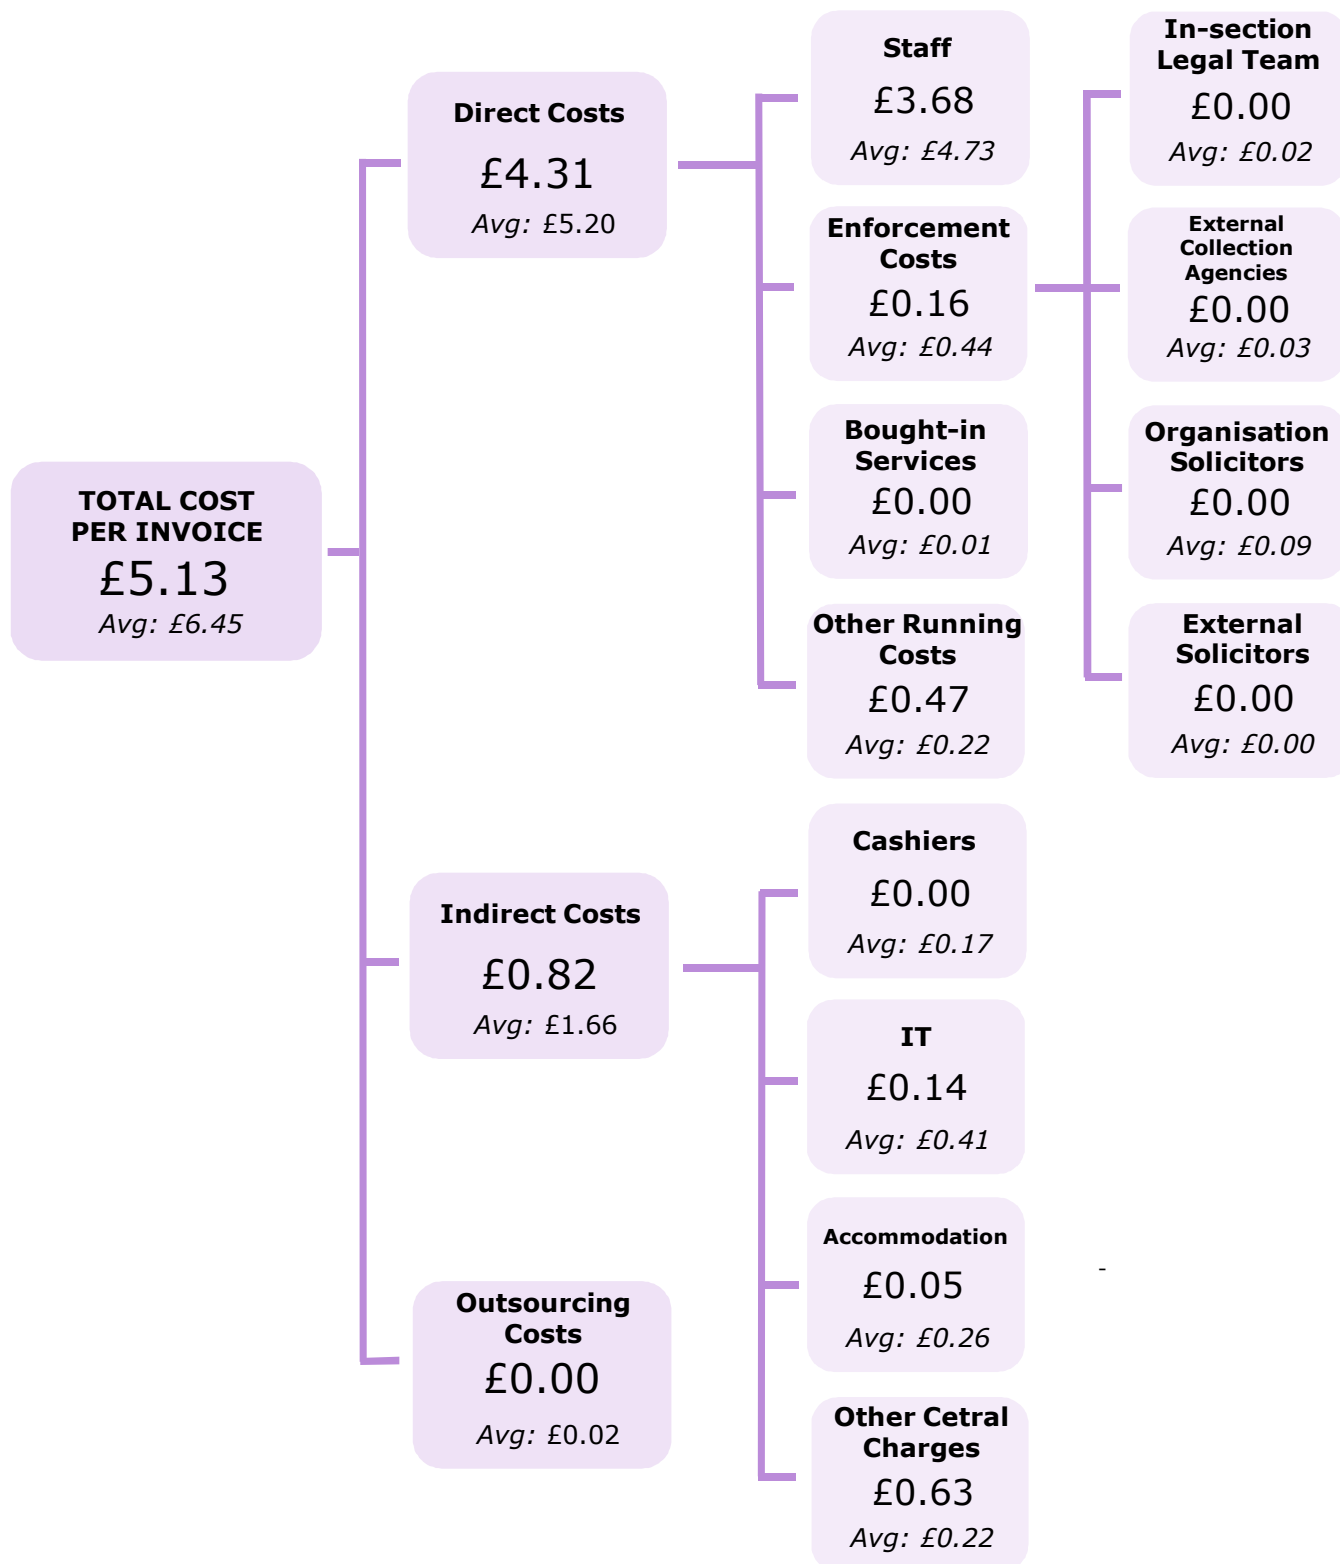 TOTAL COST
PER INVOICE
£5.13
Avg: £6.45
Direct Costs
£4.31
Avg: £5.20
Staff
£3.68
Avg: £4.73
Enforcement
Costs
£0.16
Avg: £0.44
In-section
Legal Team
£0.00
Avg: £0.02
External
Collection
Agencies
£0.00
Avg: £0.03
Organisation
Solicitors
£0.00
Avg: £0.09
External
Solicitors
£0.00
Avg: £0.00
Bought-in
Services
£0.00
Avg: £0.01
Other Running
Costs
£0.47
Avg: £0.22
Indirect Costs
£0.82
Avg: £1.66
Cashiers
£0.00
Avg: £0.17
IT
£0.14
Avg: £0.41
Accommodation
£0.05
Avg: £0.26
-
Other Cetral
Charges
£0.63
Avg: £0.22
Outsourcing
Costs
£0.00
Avg: £0.02